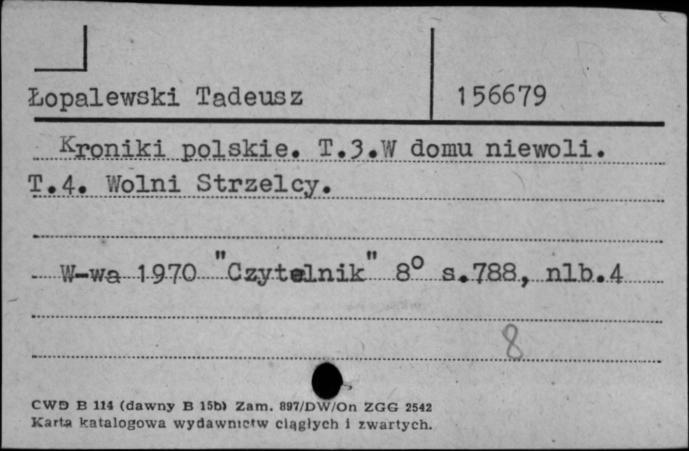 Łopalewski Tadeusz 156679
Kroniki polskie. T.3.W domu niewoli.
T.4. Wolni Strzelcy.
W-wa 1970 "Czytelnik" 8° s.788, nlb.4
8
CWD B 114 (dawny B 15b) Zam. 897/DW/On ZGG 2542
Karta katalogowa wydawnictw ciągłych i zwartych.